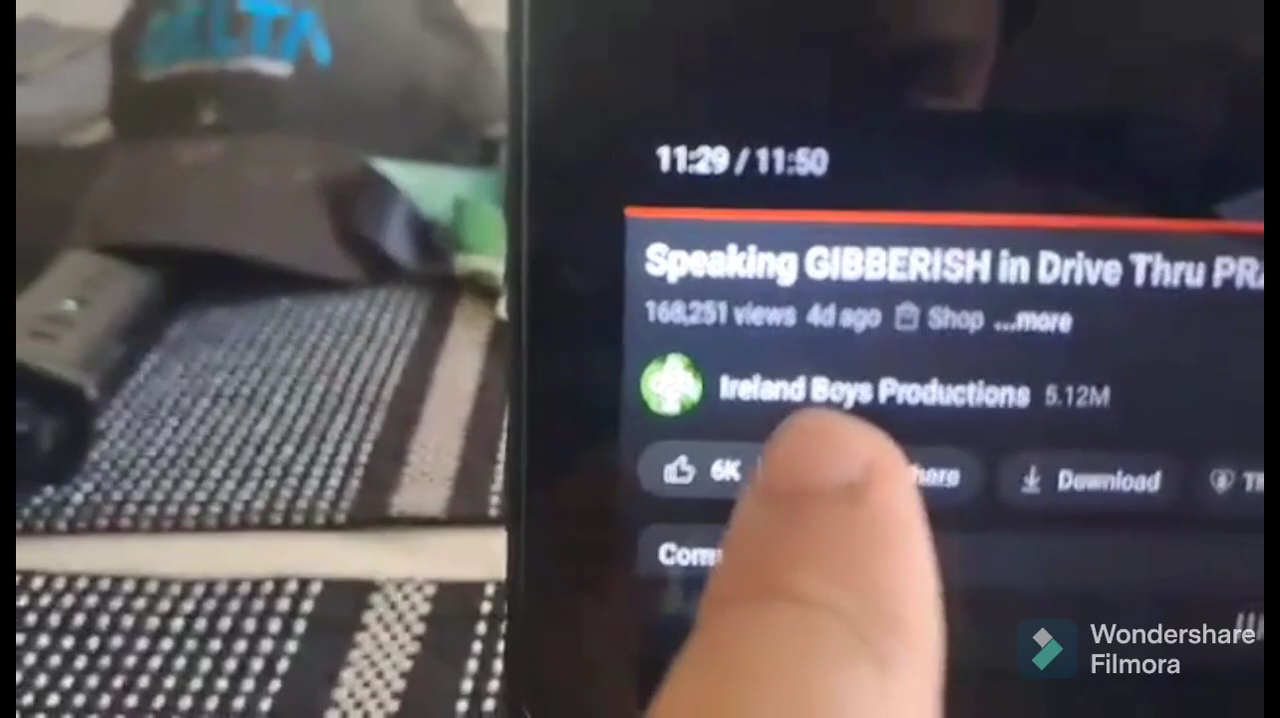 DELTA
11:29 / 11:50
Speaking GIBBERISH in Drive Thru
168,251 views 4d ago Shop ...more
Ireland Boys Productions 5.12M
6K Download
Wondershare
Filmora